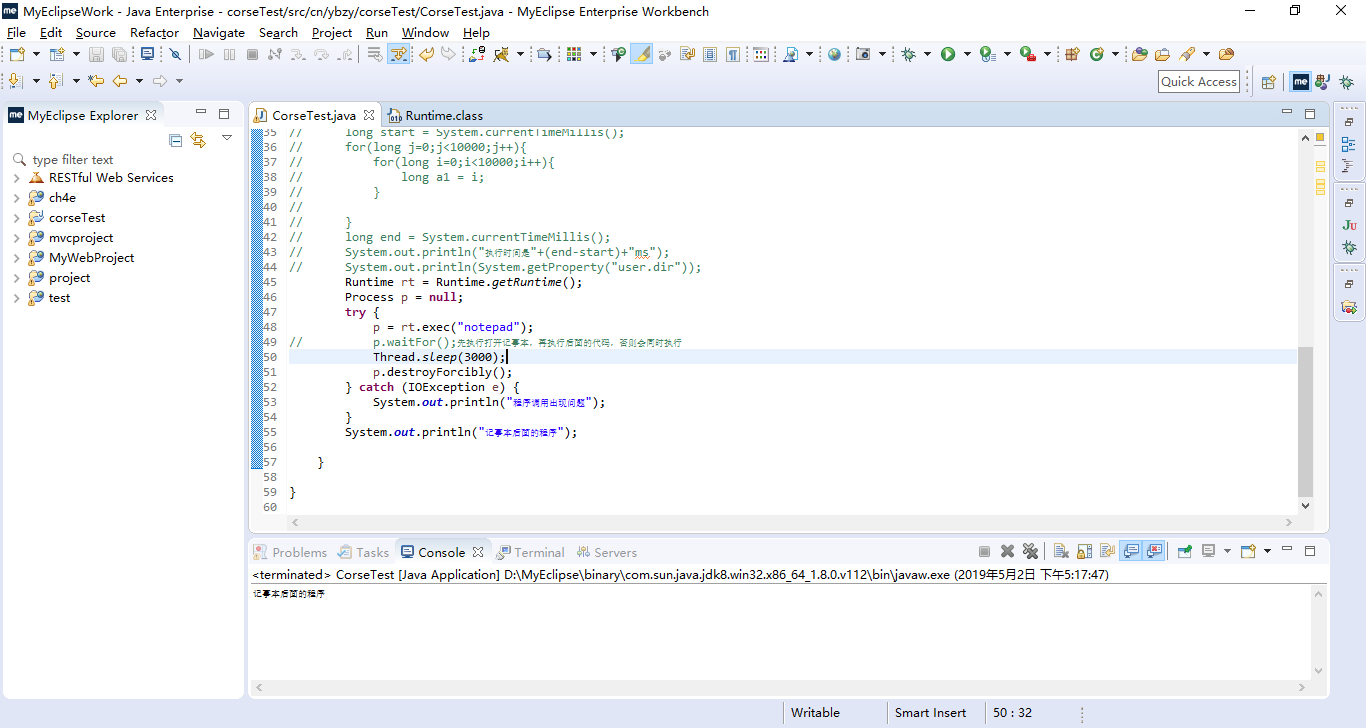 MyEclipseWork - Java Enterprise - corseTest/src/cn/ybzy/corseTest/CorseTest.java - MyEclipse Enterprise Workbench
File Edit Source Refactor Navigate Search Project Run Window Help
Quick Access
MyEclipse Explorer
type filter text
RESTful Web Services
ch4e
corseTest
mvcproject
MyWebProject
project
test
CorseTest.java Runtime.class
35 // long start = System.currentTimeMillis();
36 // for(long j=0;j<10000;j++){
37 // for(long i=0;i<10000;i++){
38 // long a1 = i;
39 // }
40 //
41 // }
42 // long end = System.currentTimeMillis();
43 // System.out.println("执行时间是"+(end-start)+"ms");
44 // System.out.println(System.getProperty("user.dir"));
45 Runtime rt = Runtime.getRuntime();
46 Process p = null;
47 try {
48 p = rt.exec("notepad");
49 // p.waitFor();先执行打开记事本，再执行后面的代码，否则会同时执行
50 Thread.sleep(3000);
51 p.destroyForcibly();
52 } catch (IOException e) {
53 System.out.println("程序调用出现问题");
54 }
55 System.out.println("记事本后面的程序");
56
57 }
58
59 }
60
Problems Tasks Console Terminal Servers
<terminated> CorseTest [Java Application] D:\MyEclipse\binary\com.sun.java.jdk8.win32.x86_64_1.8.0.v112\bin\javaw.exe (2019年5月2日 下午5:17:47)
记事本后面的程序
Writable Smart Insert 50 : 32